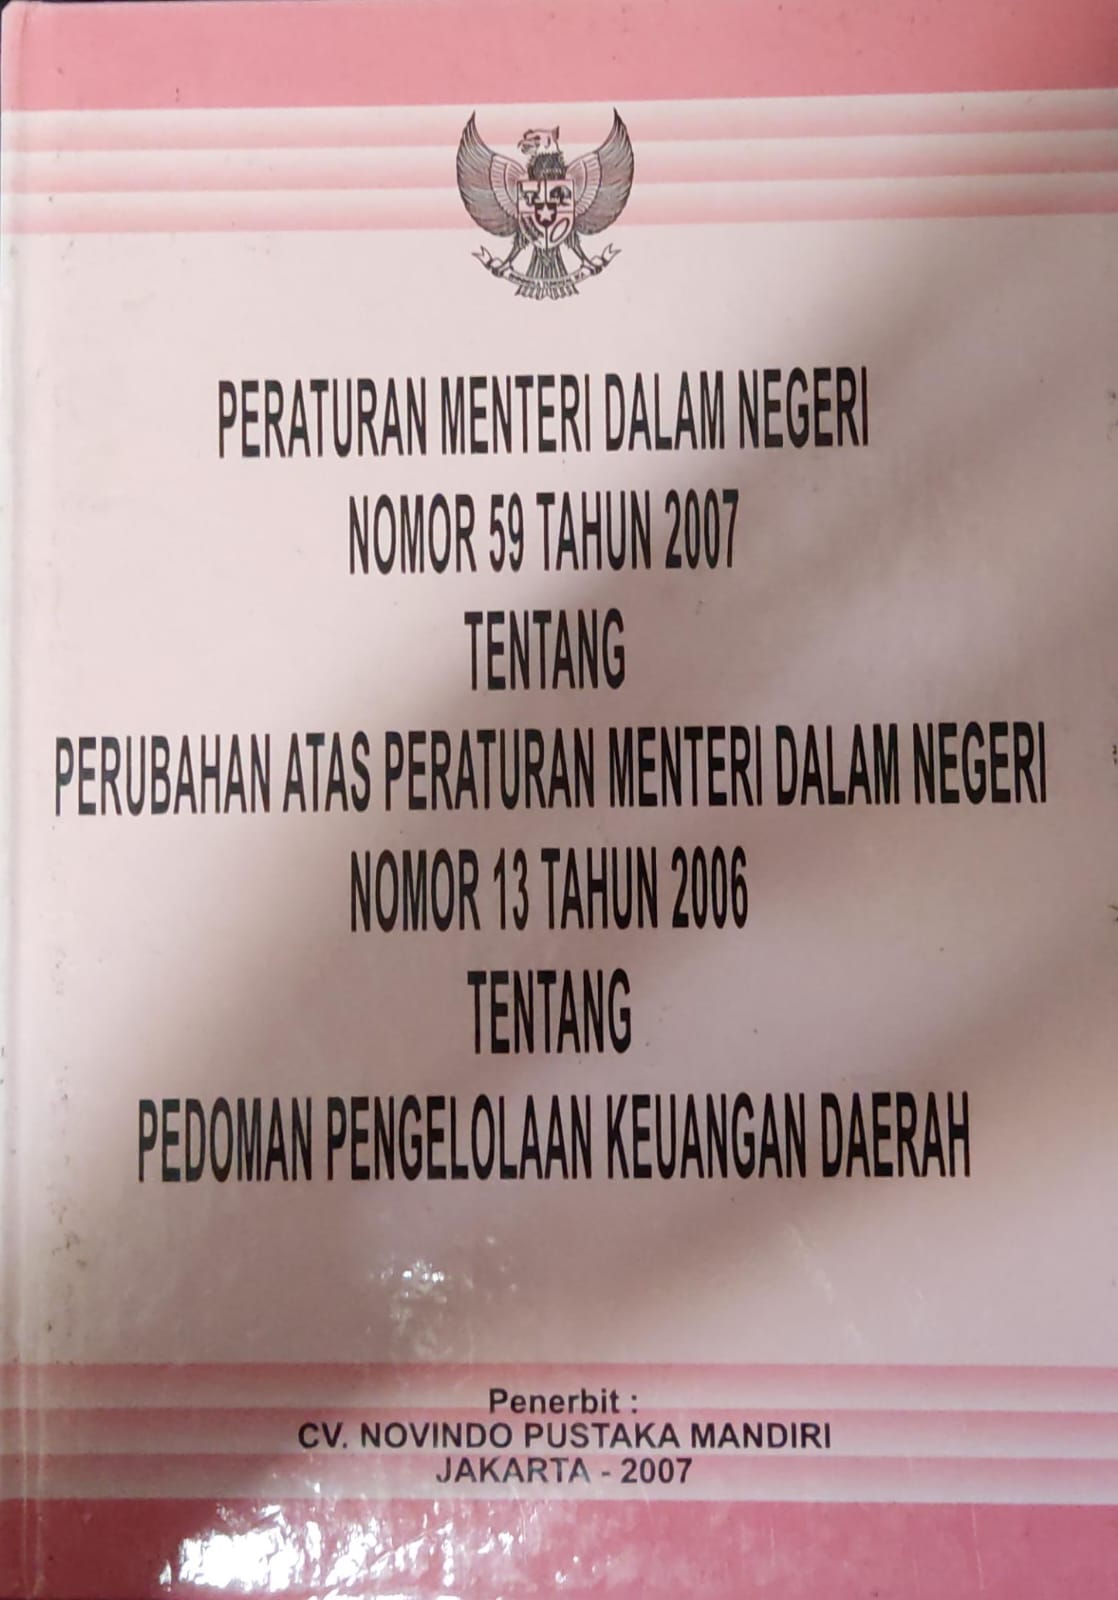 PERATURAN MENTERI DALAM NEGERI
NOMOR 59 TAHUN 2007
TENTANG
PERUBAHAN ATAS PERATURAN MENTERI DALAM NEGERI
NOMOR 13 TAHUN 2006
TENTANG
PEDOMAN PENGELOLAAN KEUANGAN DAERAH
Penerbit :
CV. NOVINDO PUSTAKA MANDIRI
JAKARTA - 2007